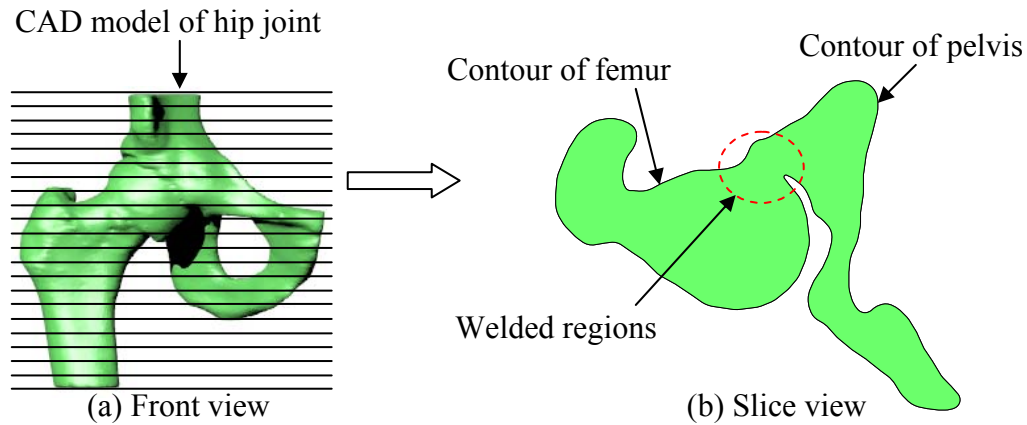 CAD model of hip joint
Contour of femur
Contour of pelvis
Welded regions
(a) Front view
(b) Slice view